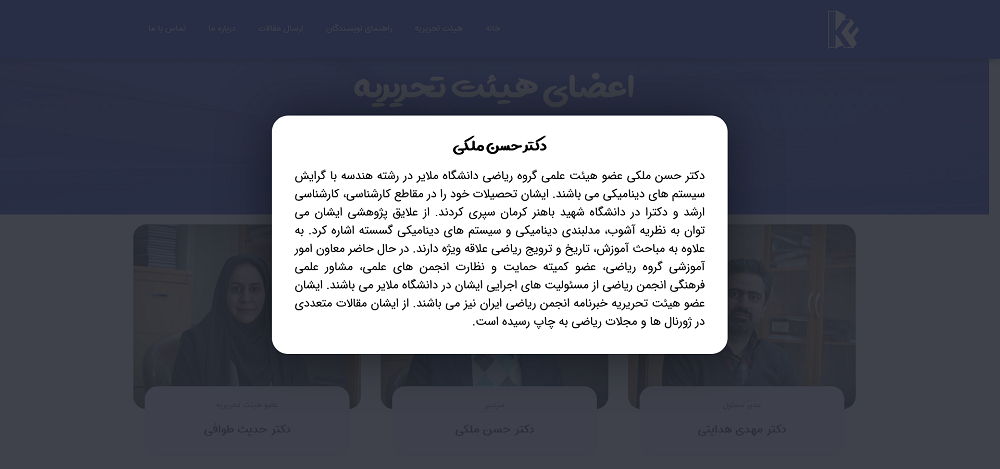 خانه
هیئت تحریریه
راهنمای نویسندگان
ارسال مقالات
درباره ما
تماس با ما
اعضای هیئت تحریریه
دکتر حسن ملکی
دکتر حسن ملکی عضو هیئت علمی گروه ریاضی دانشگاه ملایر در رشته هندسه با گرایش
سیستم های دینامیکی می باشند. ایشان تحصیلات خود را در مقاطع کارشناسی، کارشناسی
ارشد و دکترا در دانشگاه شهید باهنر کرمان سپری کردند. از علایق پژوهشی ایشان می
توان به نظریه آشوب، مدلبندی دینامیکی و سیستم های دینامیکی گسسته اشاره کرد. به
علاوه به مباحث آموزش، تاریخ و ترویج ریاضی علاقه ویژه دارند. در حال حاضر معاون امور
آموزشی گروه ریاضی، عضو کمیته حمایت و نظارت انجمن های علمی، مشاور علمی
فرهنگی انجمن ریاضی از مسئولیت های اجرایی ایشان در دانشگاه ملایر می باشند. ایشان
عضو هیئت تحریریه خبرنامه انجمن ریاضی ایران نیز می باشند. از ایشان مقالات متعددی
در ژورنال ها و مجلات ریاضی به چاپ رسیده است.
مدیر مسئول
دکتر مهدی هدایتی
سردبیر
دکتر حسن ملکی
عضو هیئت تحریریه
دکتر حدیث طوافی